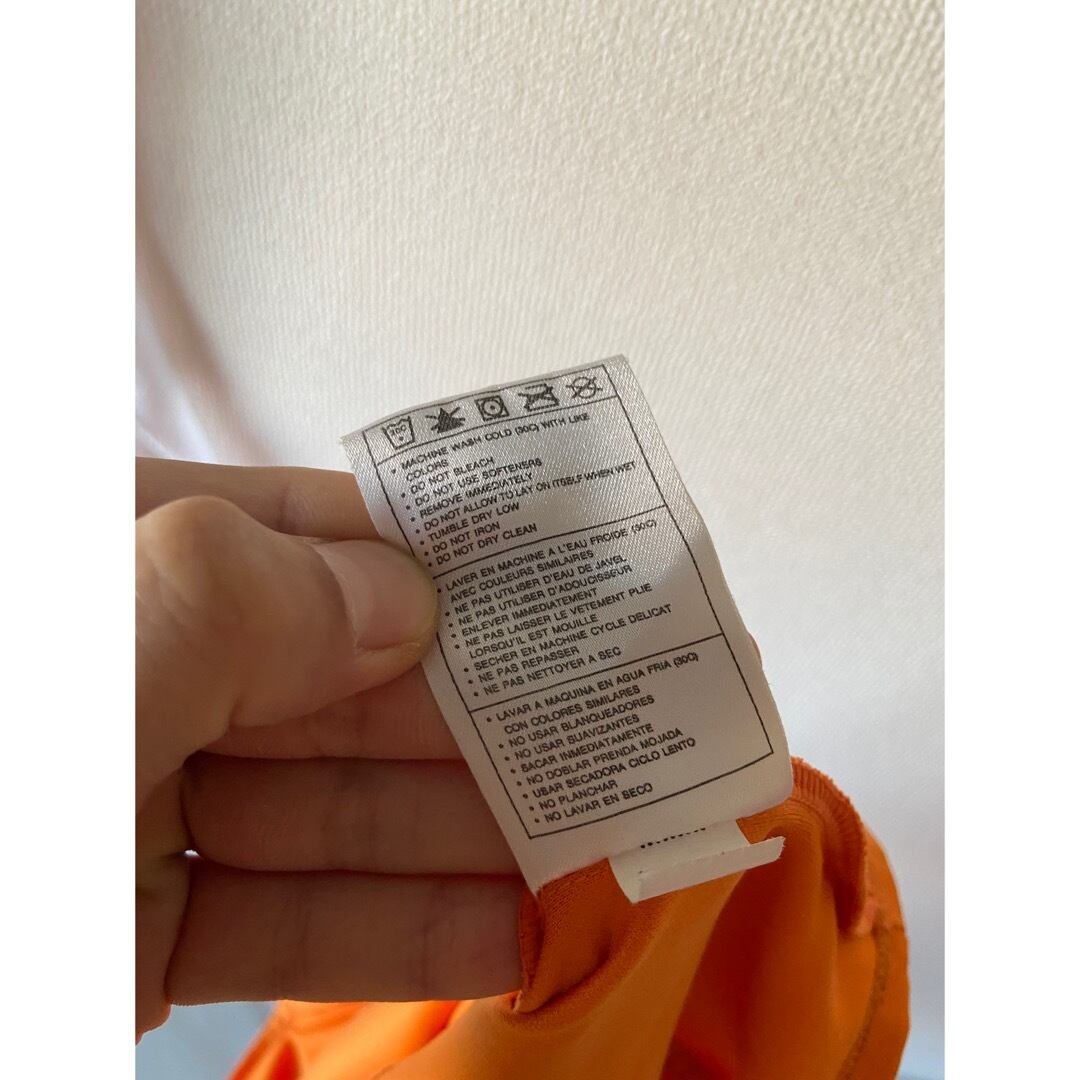 30C
• MACHINE WASH COLD (30C) WITH LIKE
COLORS
• DO NOT BLEACH
• DO NOT USE SOFTENERS
• REMOVE IMMEDIATELY
• DO NOT ALLOW TO LAY ON ITSELF WHEN WET
• TUMBLE DRY LOW
• DO NOT IRON
• DO NOT DRY CLEAN
• LAVER EN MACHINE A L'EAU FROIDE (30C)
AVEC COULEURS SIMILAIRES
• NE PAS UTILISER D'EAU DE JAVEL
• NE PAS UTILISER D'ADOUCISSEUR
• ENLEVER IMMEDIATEMENT
• NE PAS LAISSER LE VETEMENT PLIE
LORSQU'IL EST MOUILLE
• SECHER EN MACHINE CYCLE DELICAT
• NE PAS REPASSER
• NE PAS NETTOYER A SEC
• LAVAR A MAQUINA EN AGUA FRIA (30C)
CON COLORES SIMILARES
• NO USAR BLANQUEADORES
• NO USAR SUAVIZANTES
• SACAR INMEDIATAMENTE
• NO DOBLAR PRENDA MOJADA
• USAR SECADORA CICLO LENTO
• NO PLANCHAR
• NO LAVAR EN SECO